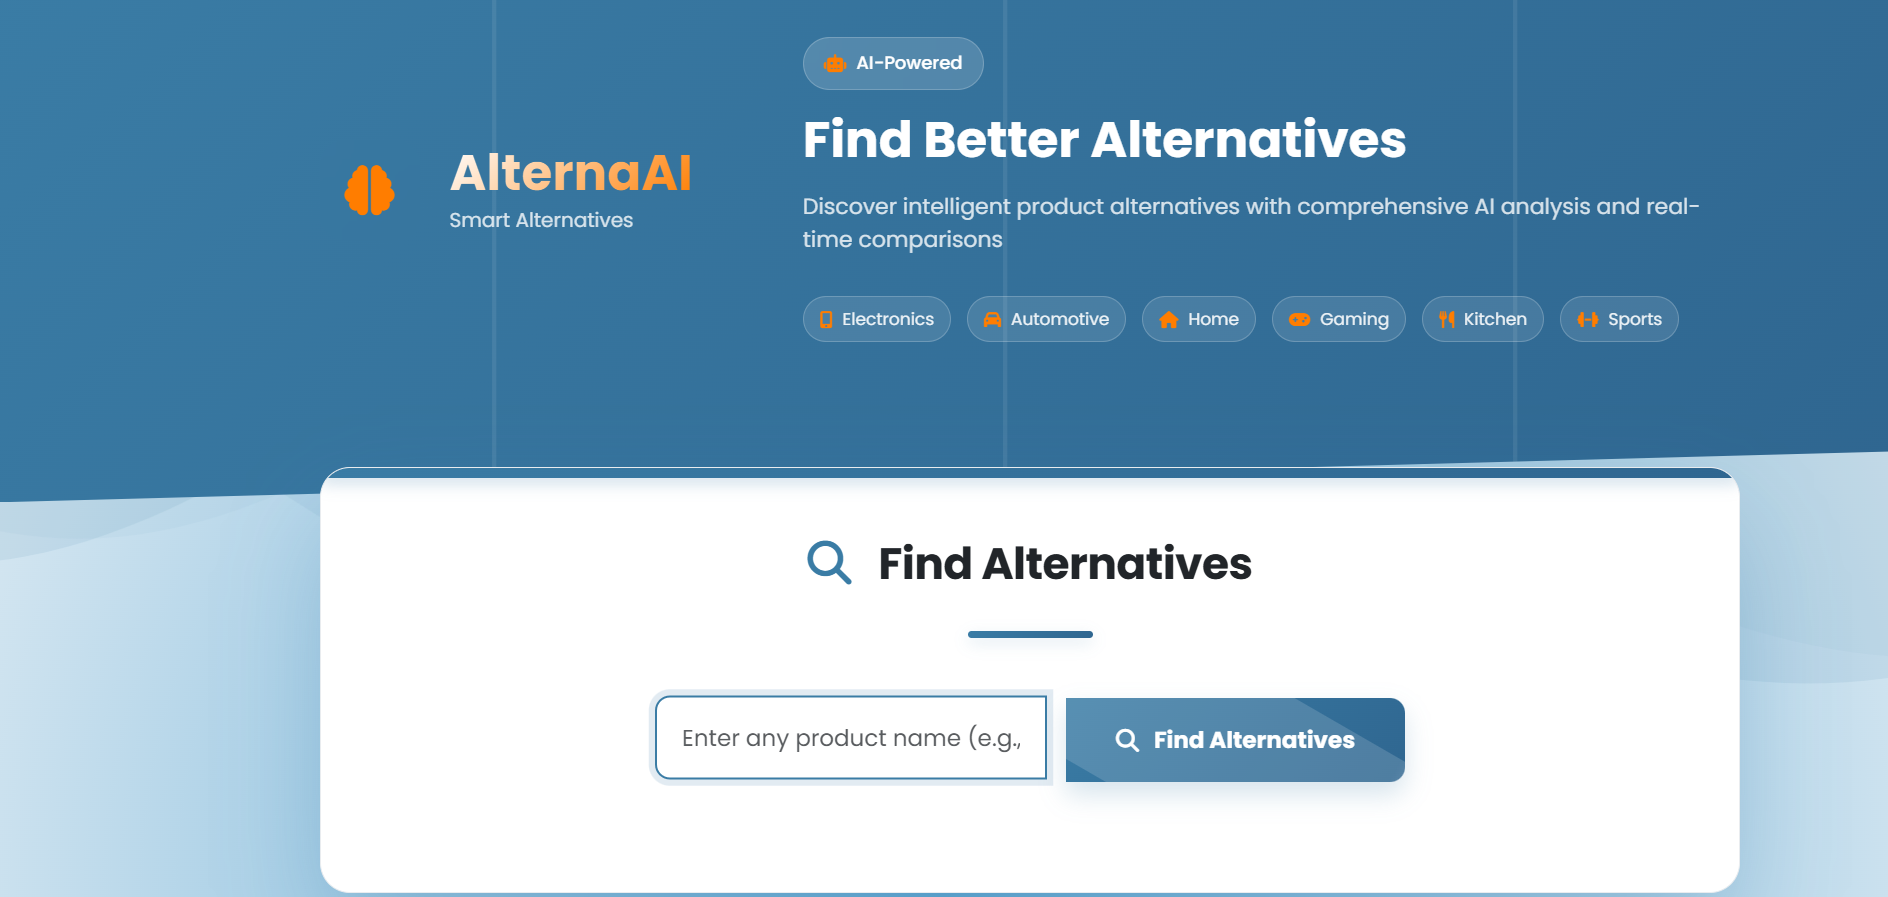 AlternaAI
Smart Alternatives
AI-Powered
Find Better Alternatives
Discover intelligent product alternatives with comprehensive AI analysis and real-
time comparisons
Electronics
Automotive
Home
Gaming
Kitchen
Sports
Find Alternatives
Enter any product name (e.g.,
Find Alternatives